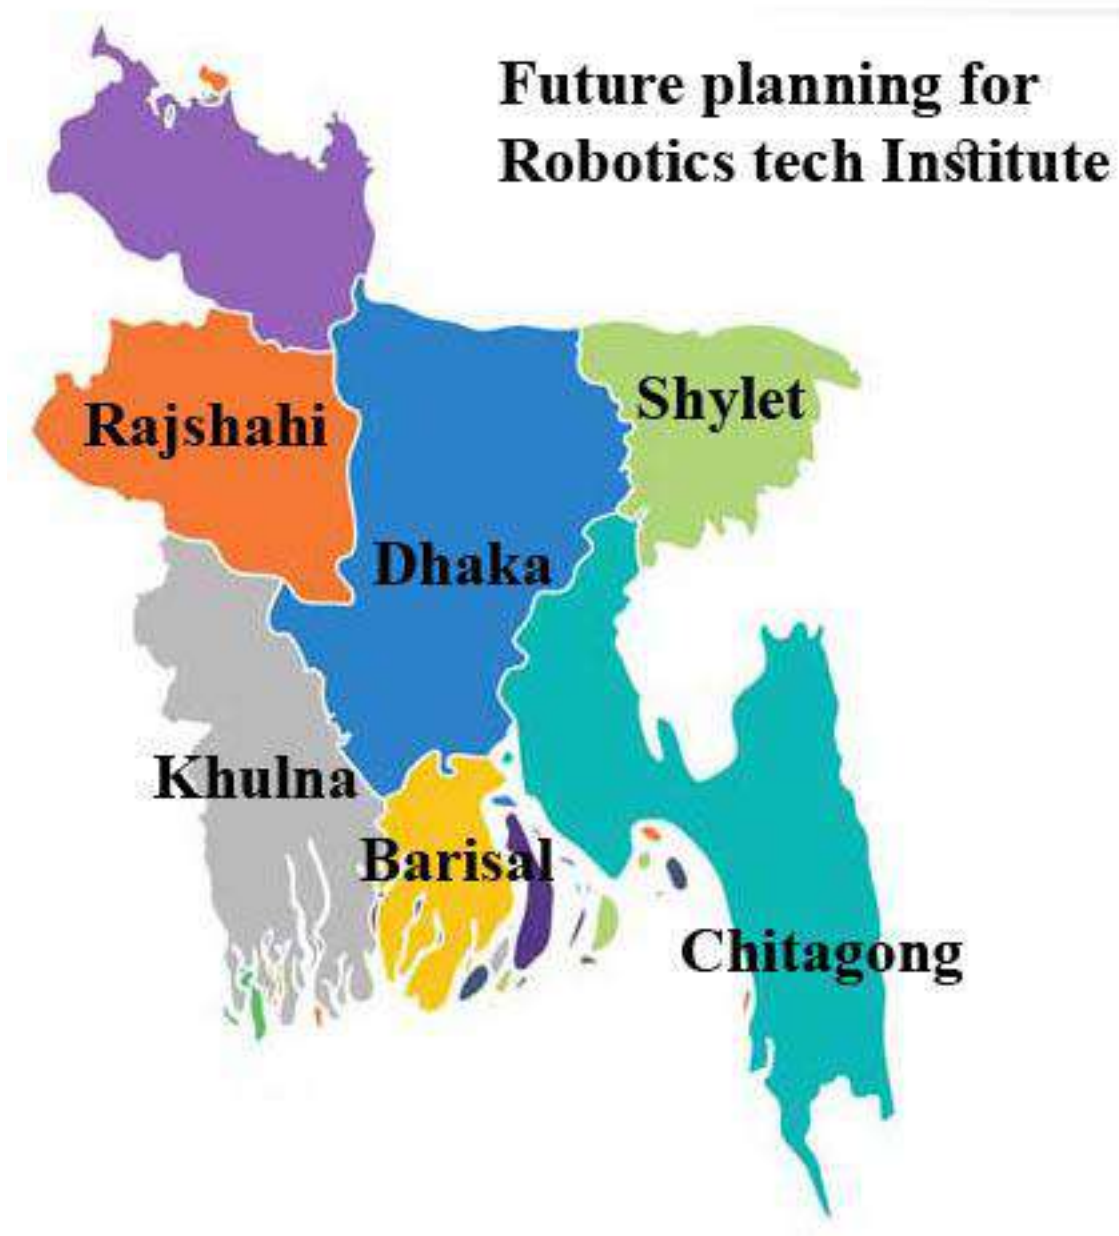 Future planning for
Robotics tech Institute
Shylet
Rajshahi
Dhaka
Khulna
Barisal
Chitagong